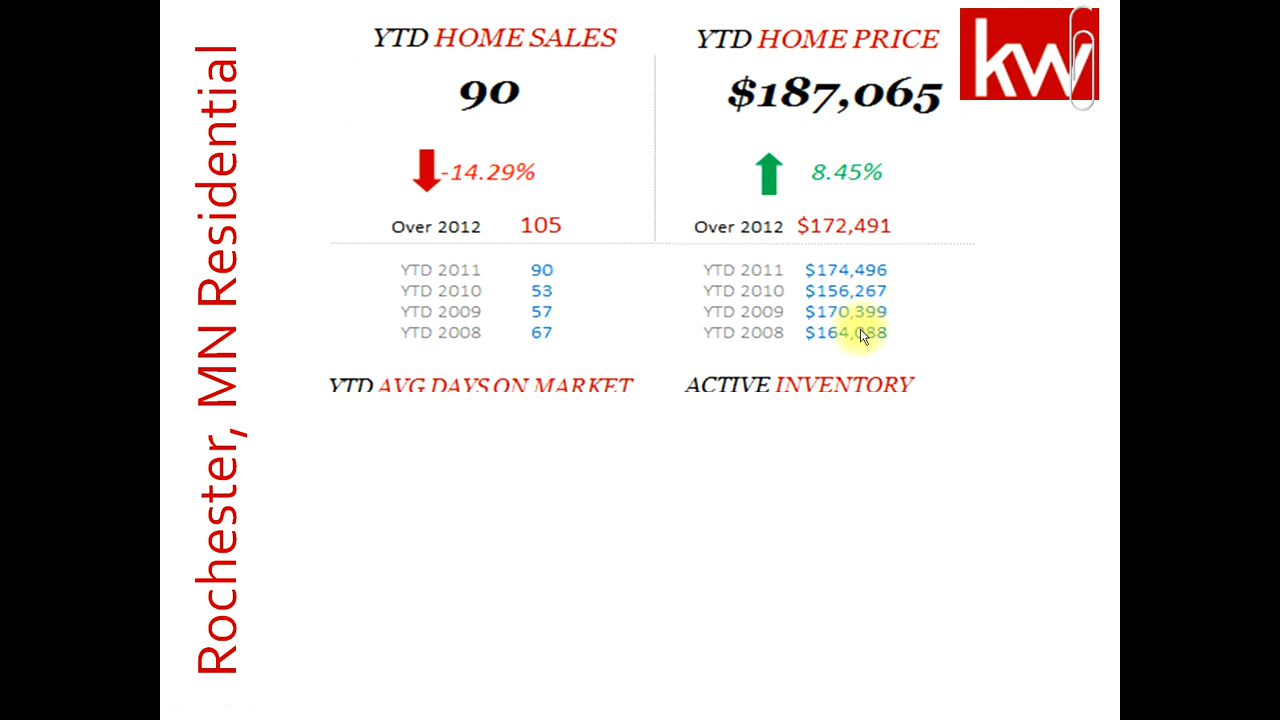 Rochester, MN Residential
YTD HOME SALES
90
-14.29%
Over 2012 105
YTD 2011 90
YTD 2010 53
YTD 2009 57
YTD 2008 67
YTD HOME PRICE
$187,065
8.45%
Over 2012 $172,491
YTD 2011 $174,496
YTD 2010 $156,267
YTD 2009 $170,399
YTD 2008 $164,088
YTD AVG DAYS ON MARKET
ACTIVE INVENTORY
kw